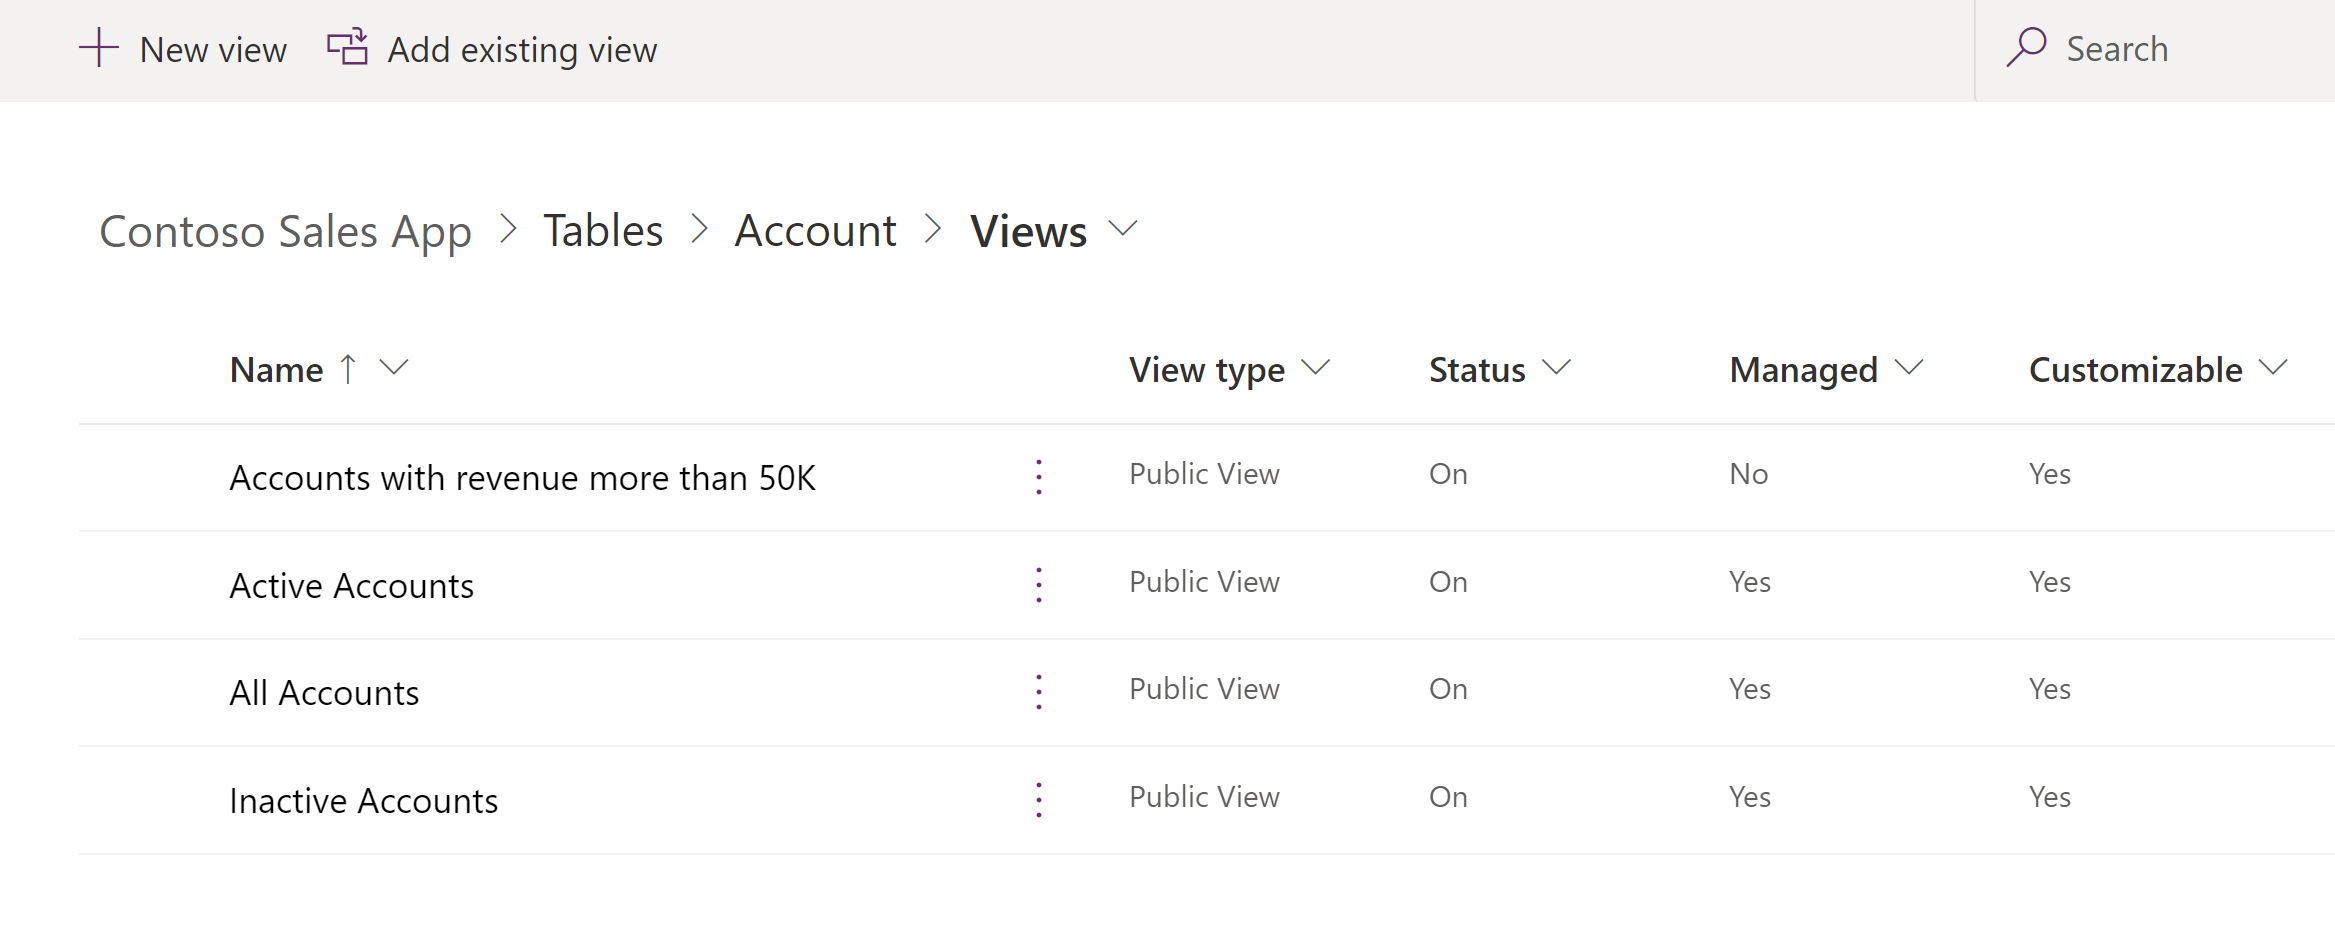 New view Add existing view Search
Contoso Sales App > Tables > Account > Views
Name ↑ View type Status Managed Customizable
Accounts with revenue more than 50K Public View On No Yes
Active Accounts Public View On Yes Yes
All Accounts Public View On Yes Yes
Inactive Accounts Public View On Yes Yes